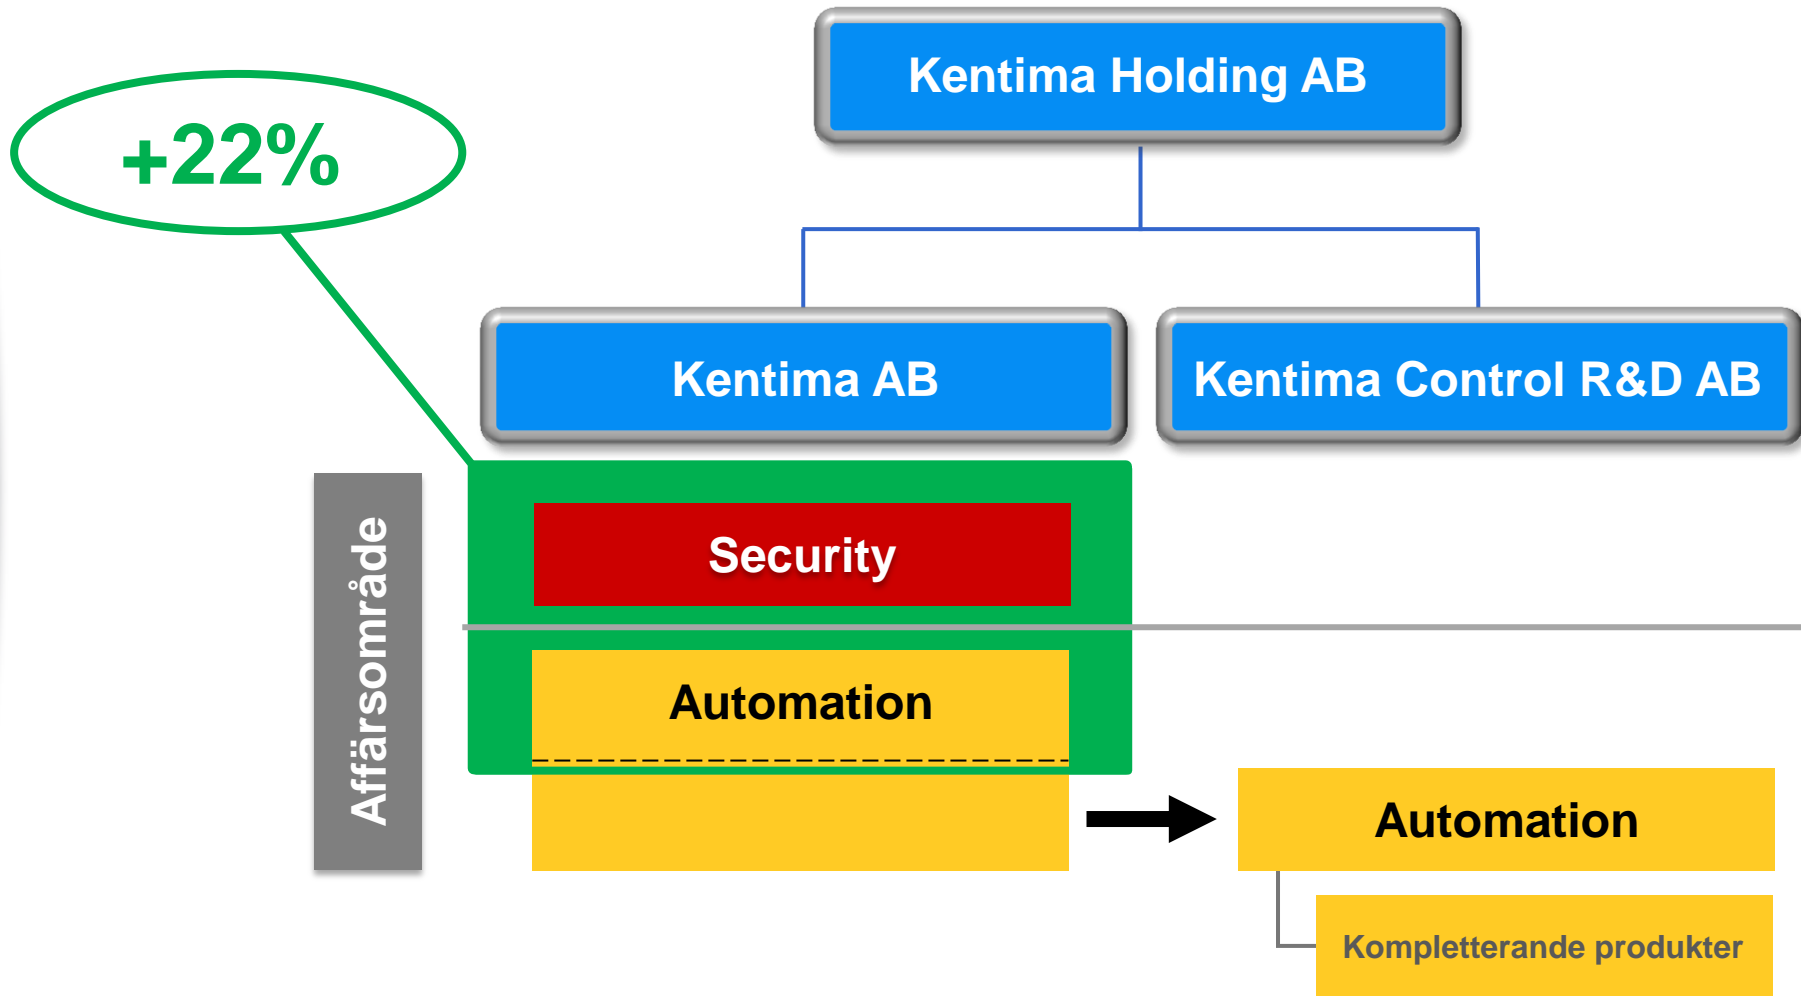 Kentima Holding AB
+22%
Kentima AB
Kentima Control R&D AB
Affärsområde
Security
Automation
Automation
Kompletterande produkter